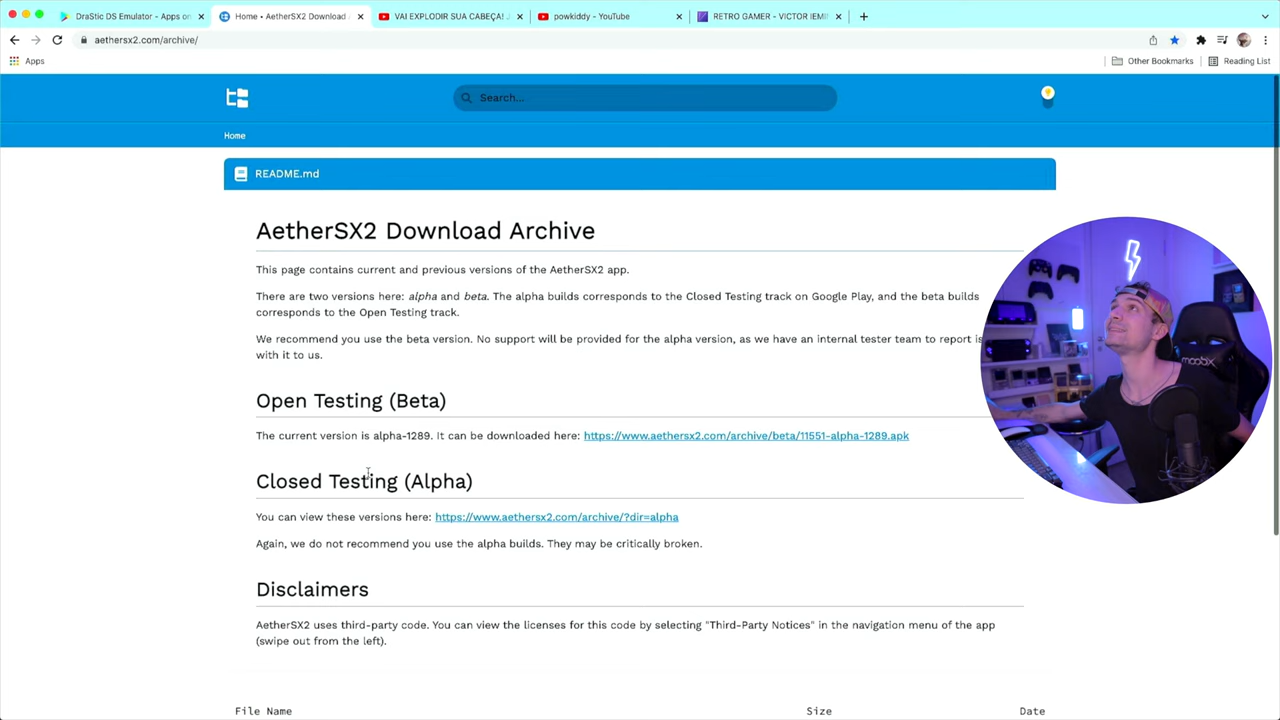 DraStic DS Emulator - Apps on
Home • AetherSX2 Download
VAI EXPLODIR SUA CABEÇA!
powkiddy - YouTube
RETRO GAMER - VICTOR IEMINI
aethersx2.com/archive/
Apps
Other Bookmarks
Reading List
Search...
Home
README.md
AetherSX2 Download Archive
This page contains current and previous versions of the AetherSX2 app.
There are two versions here: alpha and beta. The alpha builds corresponds to the Closed Testing track on Google Play, and the beta builds
corresponds to the Open Testing track.
We recommend you use the beta version. No support will be provided for the alpha version, as we have an internal tester team to report is
with it to us.
Open Testing (Beta)
The current version is alpha-1289. It can be downloaded here: https://www.aethersx2.com/archive/beta/11551-alpha-1289.apk
Closed Testing (Alpha)
You can view these versions here: https://www.aethersx2.com/archive/?dir=alpha
Again, we do not recommend you use the alpha builds. They may be critically broken.
Disclaimers
AetherSX2 uses third-party code. You can view the licenses for this code by selecting "Third-Party Notices" in the navigation menu of the app
(swipe out from the left).
File Name Size Date
moobx